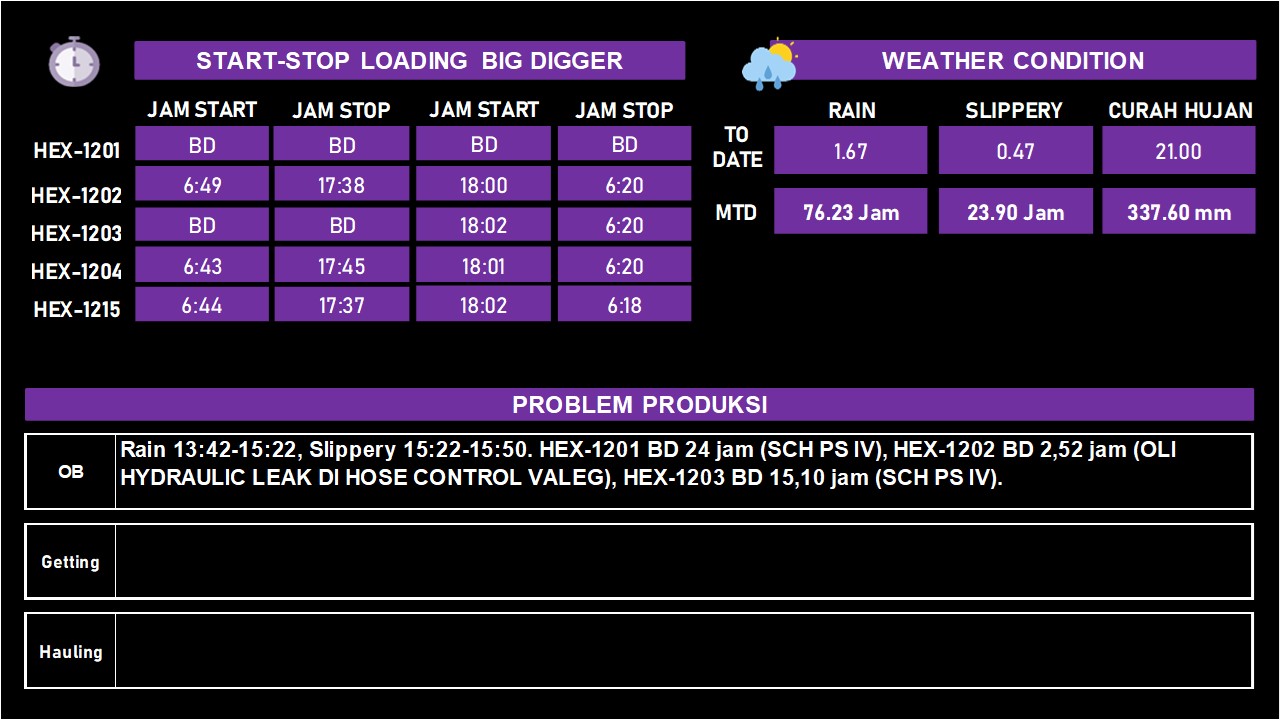 START-STOP LOADING BIG DIGGER
JAM START JAM STOP JAM START JAM STOP
HEX-1201 BD BD BD BD
HEX-1202 6:49 17:38 18:00 6:20
HEX-1203 BD BD 18:02 6:20
HEX-1204 6:43 17:45 18:01 6:20
HEX-1215 6:44 17:37 18:02 6:18
WEATHER CONDITION
RAIN SLIPPERY CURAH HUJAN
TO DATE 1.67 0.47 21.00
MTD 76.23 Jam 23.90 Jam 337.60 mm
PROBLEM PRODUKSI
OB
Rain 13:42-15:22, Slippery 15:22-15:50. HEX-1201 BD 24 jam (SCH PS IV), HEX-1202 BD 2,52 jam (OLI
HYDRAULIC LEAK DI HOSE CONTROL VALEG), HEX-1203 BD 15,10 jam (SCH PS IV).
Getting
Hauling